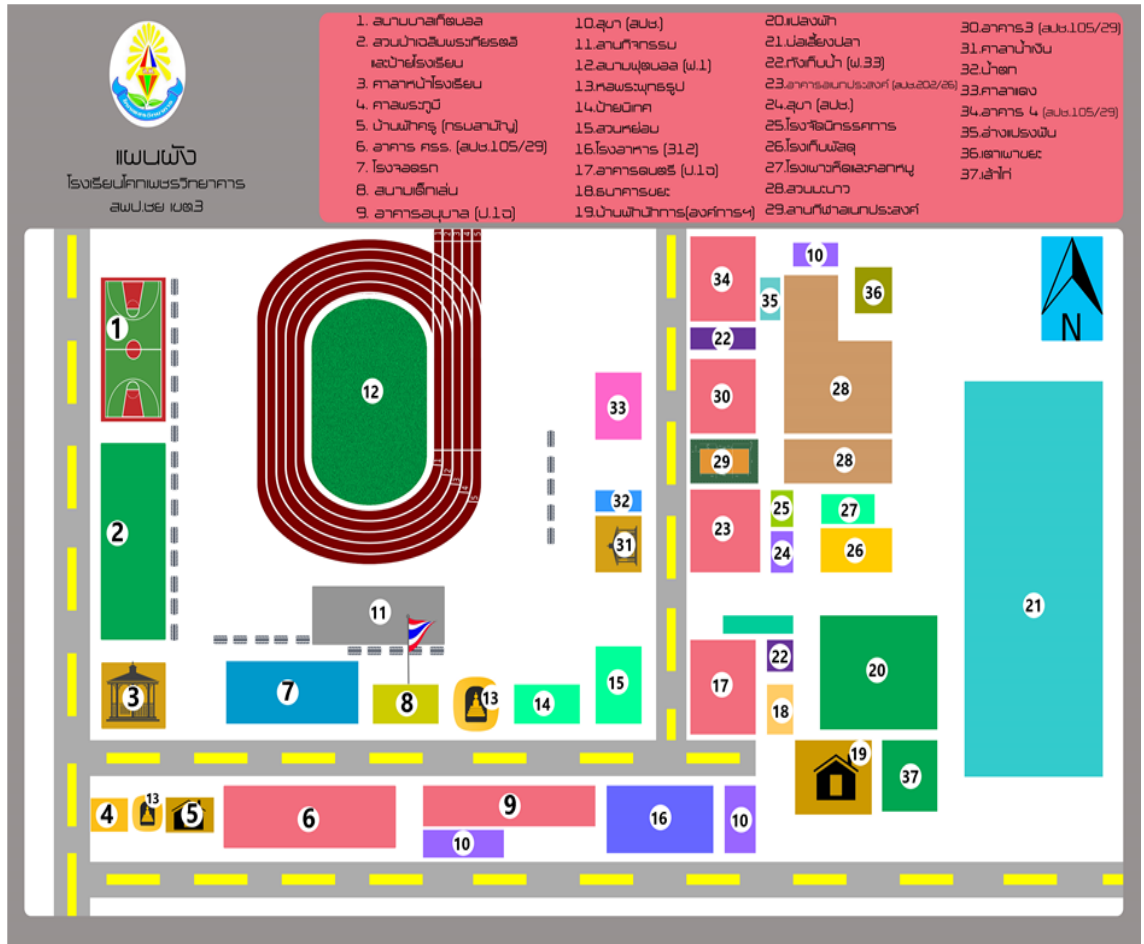 แผนผัง
โรงเรียนโคกเพชรวิทยาคาร
สพป.ชย เขต3
1. สนามบาสเก็ตบอล
2. สวนป่าเฉลิมพระเกียรตอิ
และป้ายโรงเรียน
3. ศาลาหน้าโรงเรียน
4. ศาลพระภูมิ
5. บ้านพักครู (กรมสามัญ)
6. อาคาร ศรร. (สปช.105/29)
7. โรงจอดรถ
8. สนามเด็กเล่น
9. อาคารอนุบาล (ป.1ฉ)
10.สุขา (สปช.)
11.ลานกิจกรรม
12.สนามฟุตบอล (ฟ.1)
13.หอพระพุทธรูป
14.ป้ายนิเทศ
15.สวนหย่อม
16.โรงอาหาร (312)
17.อาคารดนตรี (ป.1ฉ)
18.ธนาคารขยะ
19.บ้านพักนักการ(องค์การฯ)
20.แปลงผัก
21.บ่อเลี้ยงปลา
22.ถังเก็บน้ำ (ฟ.33)
23.อาคารอเนกประสงค์ (สปช.202/26)
24.สุขา (สปช.)
25.โรงจัดนิทรรศการ
26.โรงเก็บพัสดุ
27.โรงเพาะเห็ดและคอกหมู
28.สวนมะนาว
29.ลานกีฬาอเนกประสงค์
30.อาคาร3 (สปช.105/29)
31.ศาลาน้ำเงิน
32.น้ำตก
33.ศาลาแดง
34.อาคาร 4 (สปช.105/29)
35.อ่างแปรงฟัน
36.เตาเผาขยะ
37.เล้าไก่
1 2 3 4 5
34
10
35
36
N
1
22
12
33
30
28
29
28
1
2
3
4
5
32
25
27
2
31
23
24
26
11
21
22
20
3
7
8
13
14
15
17
18
19
37
4
13
5
6
9
16
10
10